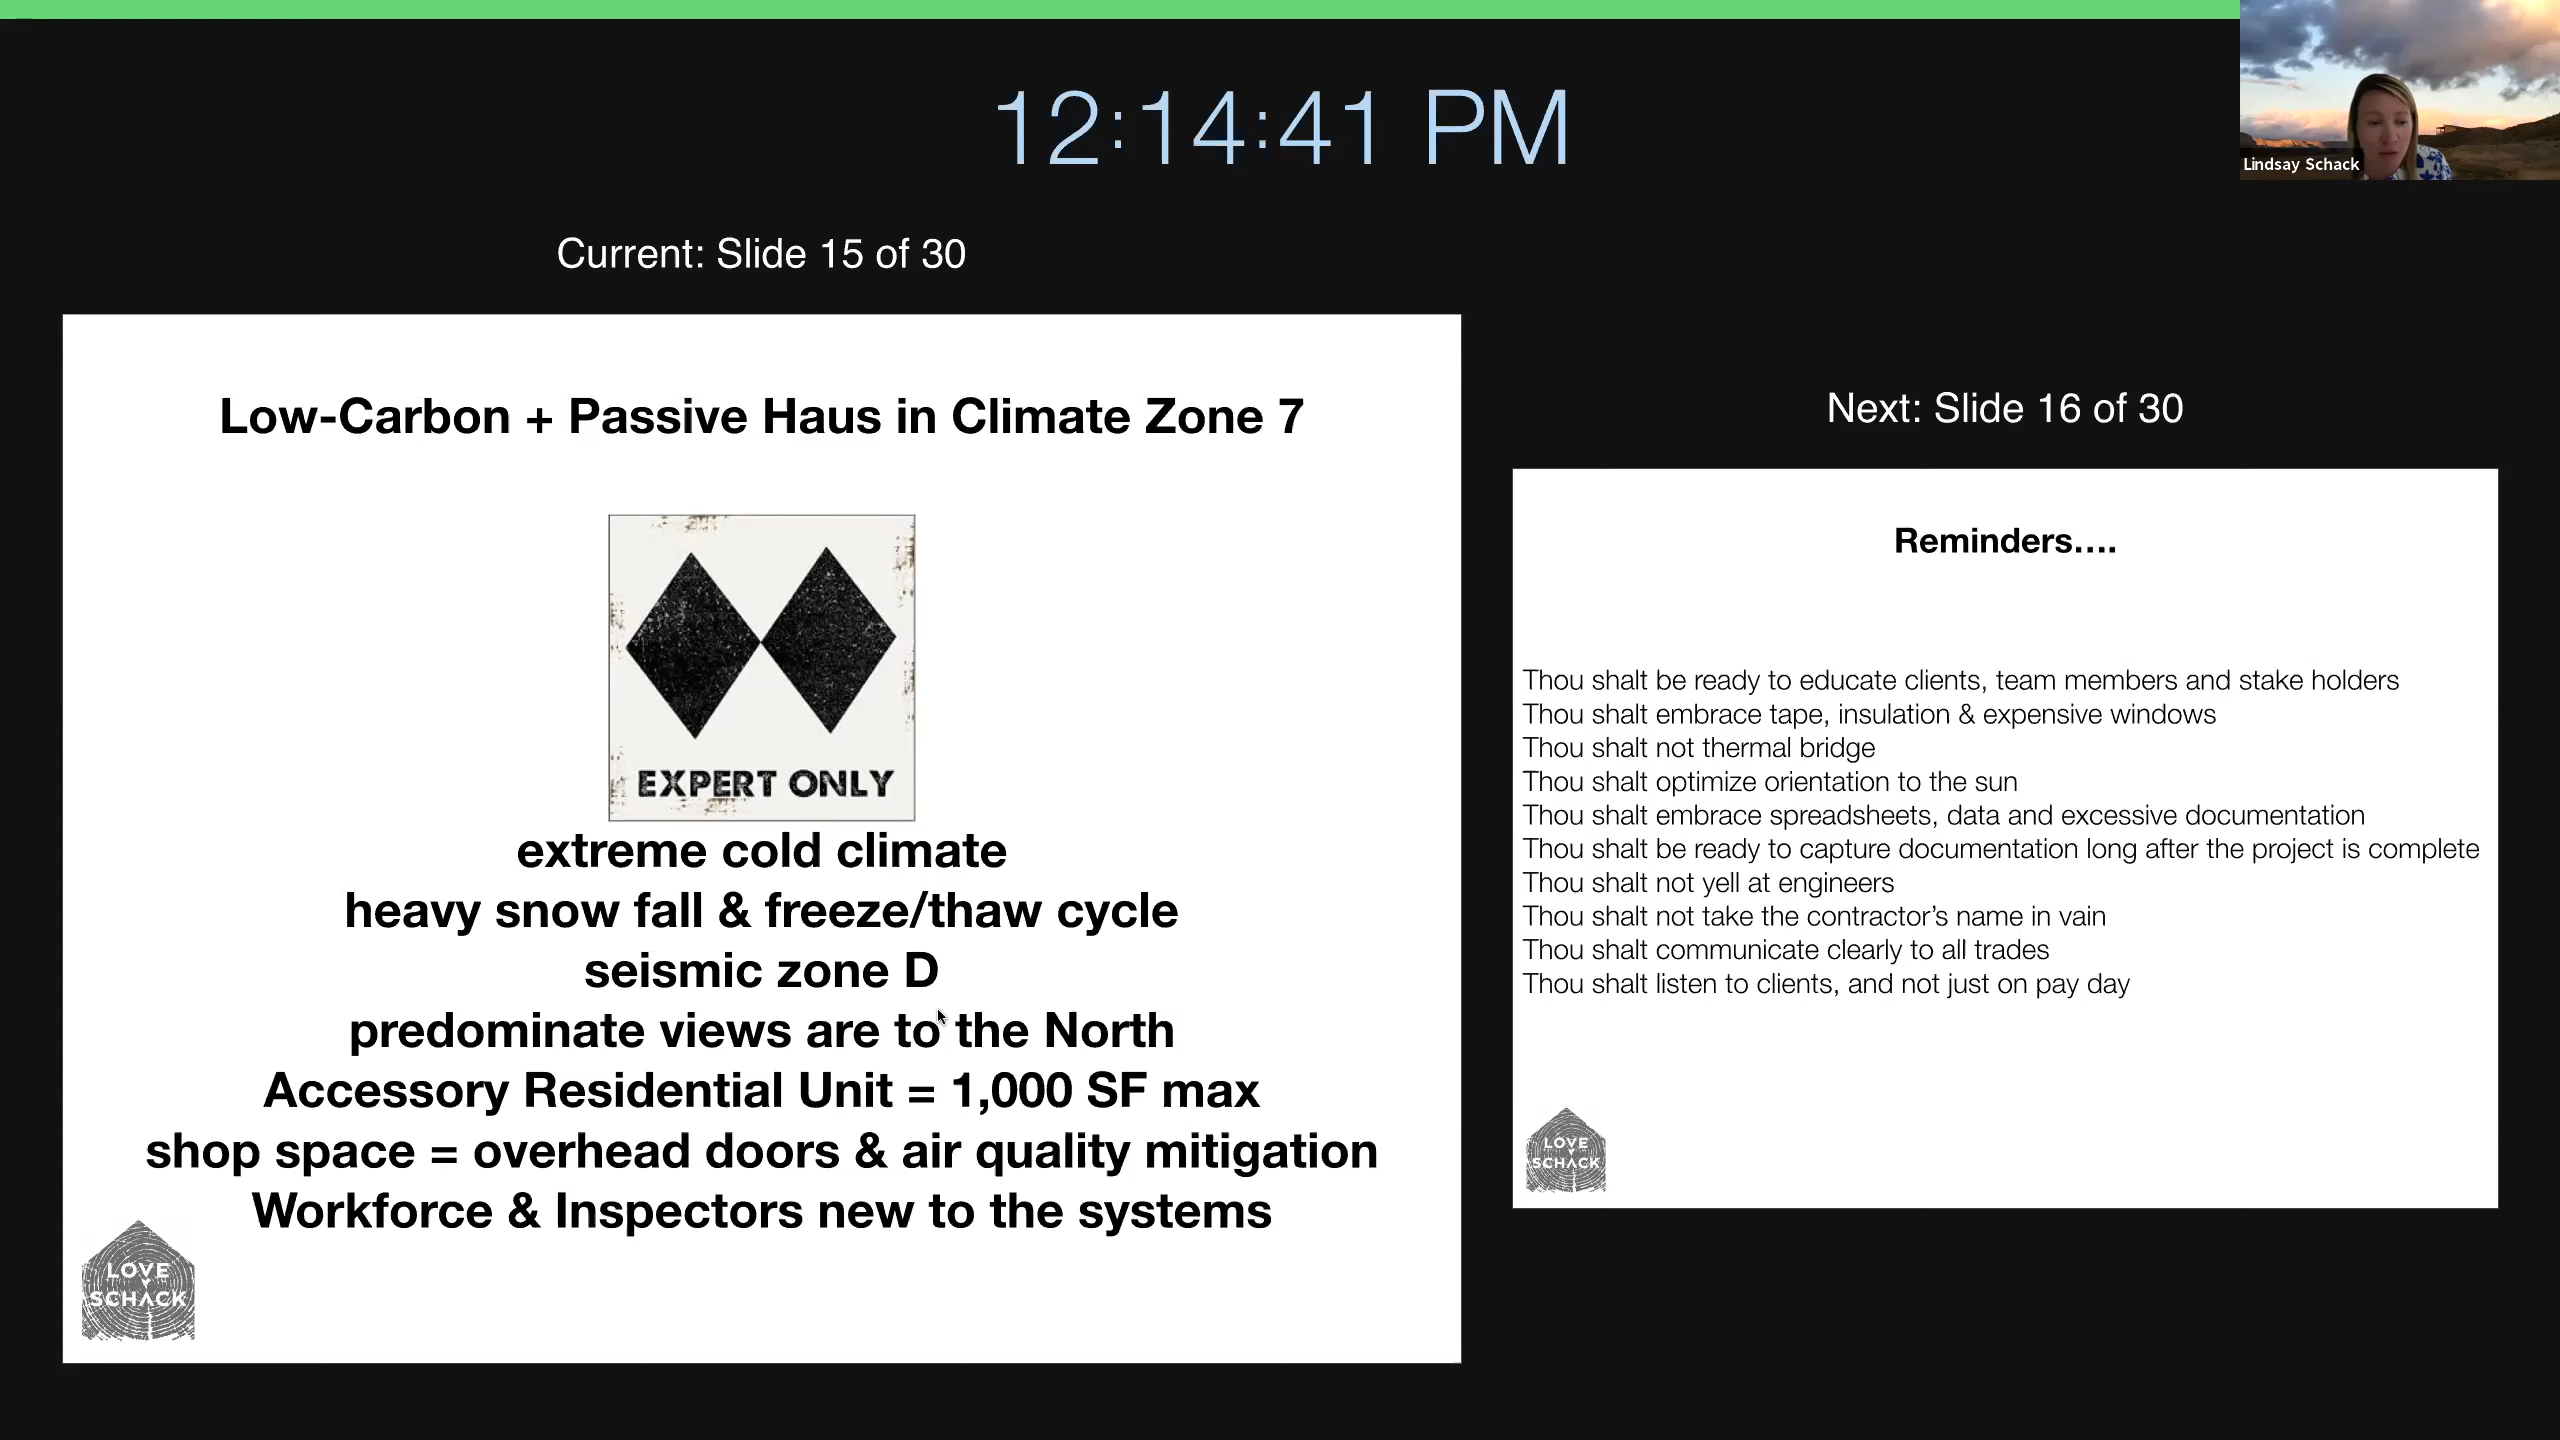 12:14:41 PM
Lindsay Schack
Current: Slide 15 of 30
Low-Carbon + Passive Haus in Climate Zone 7
EXPERT ONLY
extreme cold climate
heavy snow fall & freeze/thaw cycle
seismic zone D
predominate views are to the North
Accessory Residential Unit = 1,000 SF max
shop space = overhead doors & air quality mitigation
Workforce & Inspectors new to the systems
LOVE
SCHACK
Next: Slide 16 of 30
Reminders....
Thou shalt be ready to educate clients, team members and stake holders
Thou shalt embrace tape, insulation & expensive windows
Thou shalt not thermal bridge
Thou shalt optimize orientation to the sun
Thou shalt embrace spreadsheets, data and excessive documentation
Thou shalt be ready to capture documentation long after the project is complete
Thou shalt not yell at engineers
Thou shalt not take the contractor’s name in vain
Thou shalt communicate clearly to all trades
Thou shalt listen to clients, and not just on pay day
LOVE
SCHACK